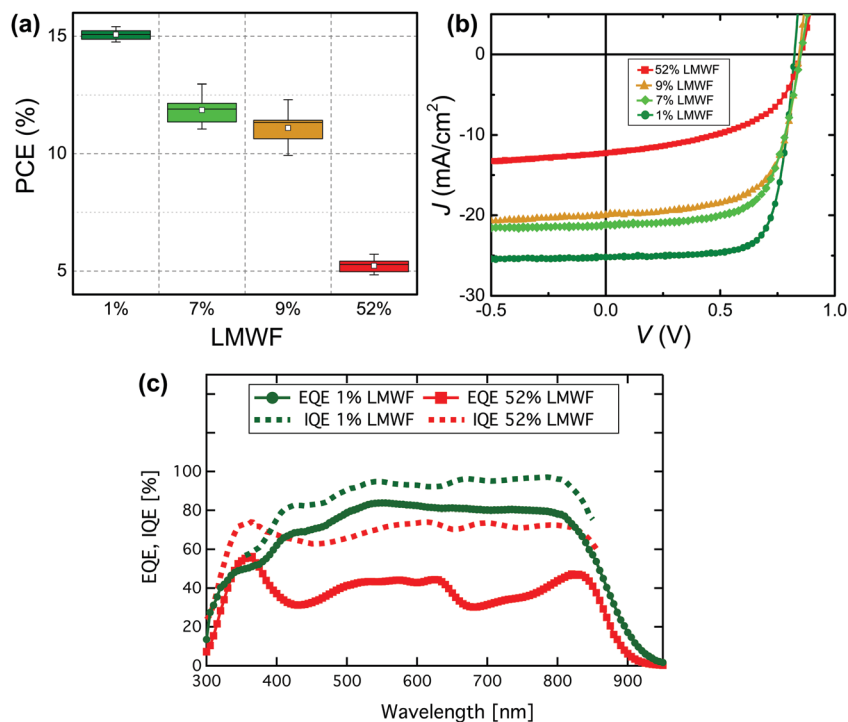 (a)
15
10
5
PCE (%)
1% 7% 9% 52%
LMWF
(b)
0
-10
-20
-30
J (mA/cm²)
52% LMWF
9% LMWF
7% LMWF
1% LMWF
-0.5 0.0 0.5 1.0
V (V)
(c)
EQE 1% LMWF EQE 52% LMWF
IQE 1% LMWF IQE 52% LMWF
100
80
60
40
20
0
EQE, IQE [%]
300 400 500 600 700 800 900
Wavelength [nm]